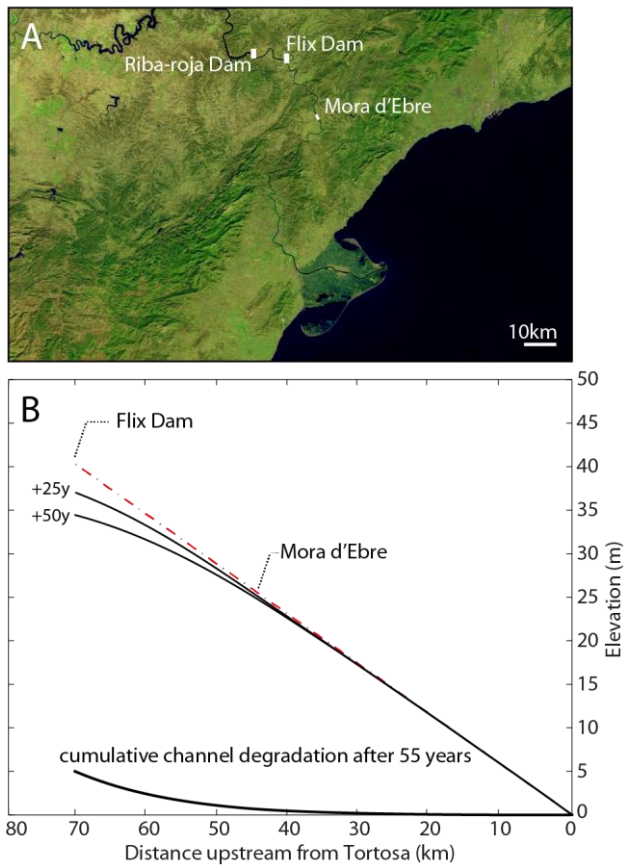 A
Riba-roja Dam
Flix Dam
Mora d'Ebre
10km
B
50
45
40
35
30
25
20
15
10
5
0
Elevation (m)
Flix Dam
+25y
+50y
Mora d'Ebre
cumulative channel degradation after 55 years
80 70 60 50 40 30 20 10 0
Distance upstream from Tortosa (km)